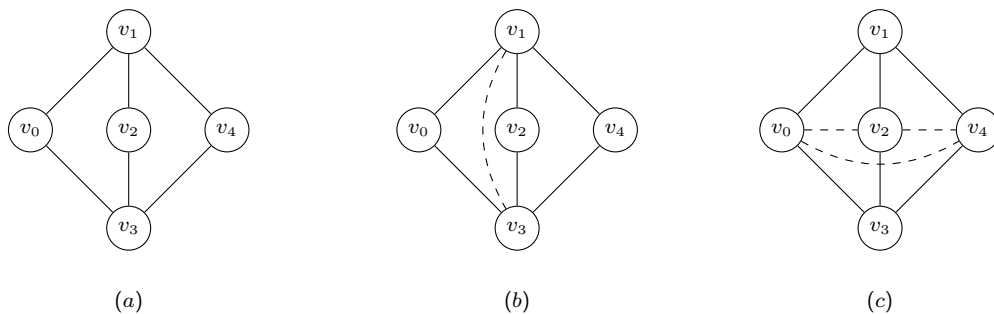 v₁ v₁ v₁
v₀ v₂ v₄ v₀ v₂ v₄ v₀ v₂ v₄
v₃ v₃ v₃
(a) (b) (c)